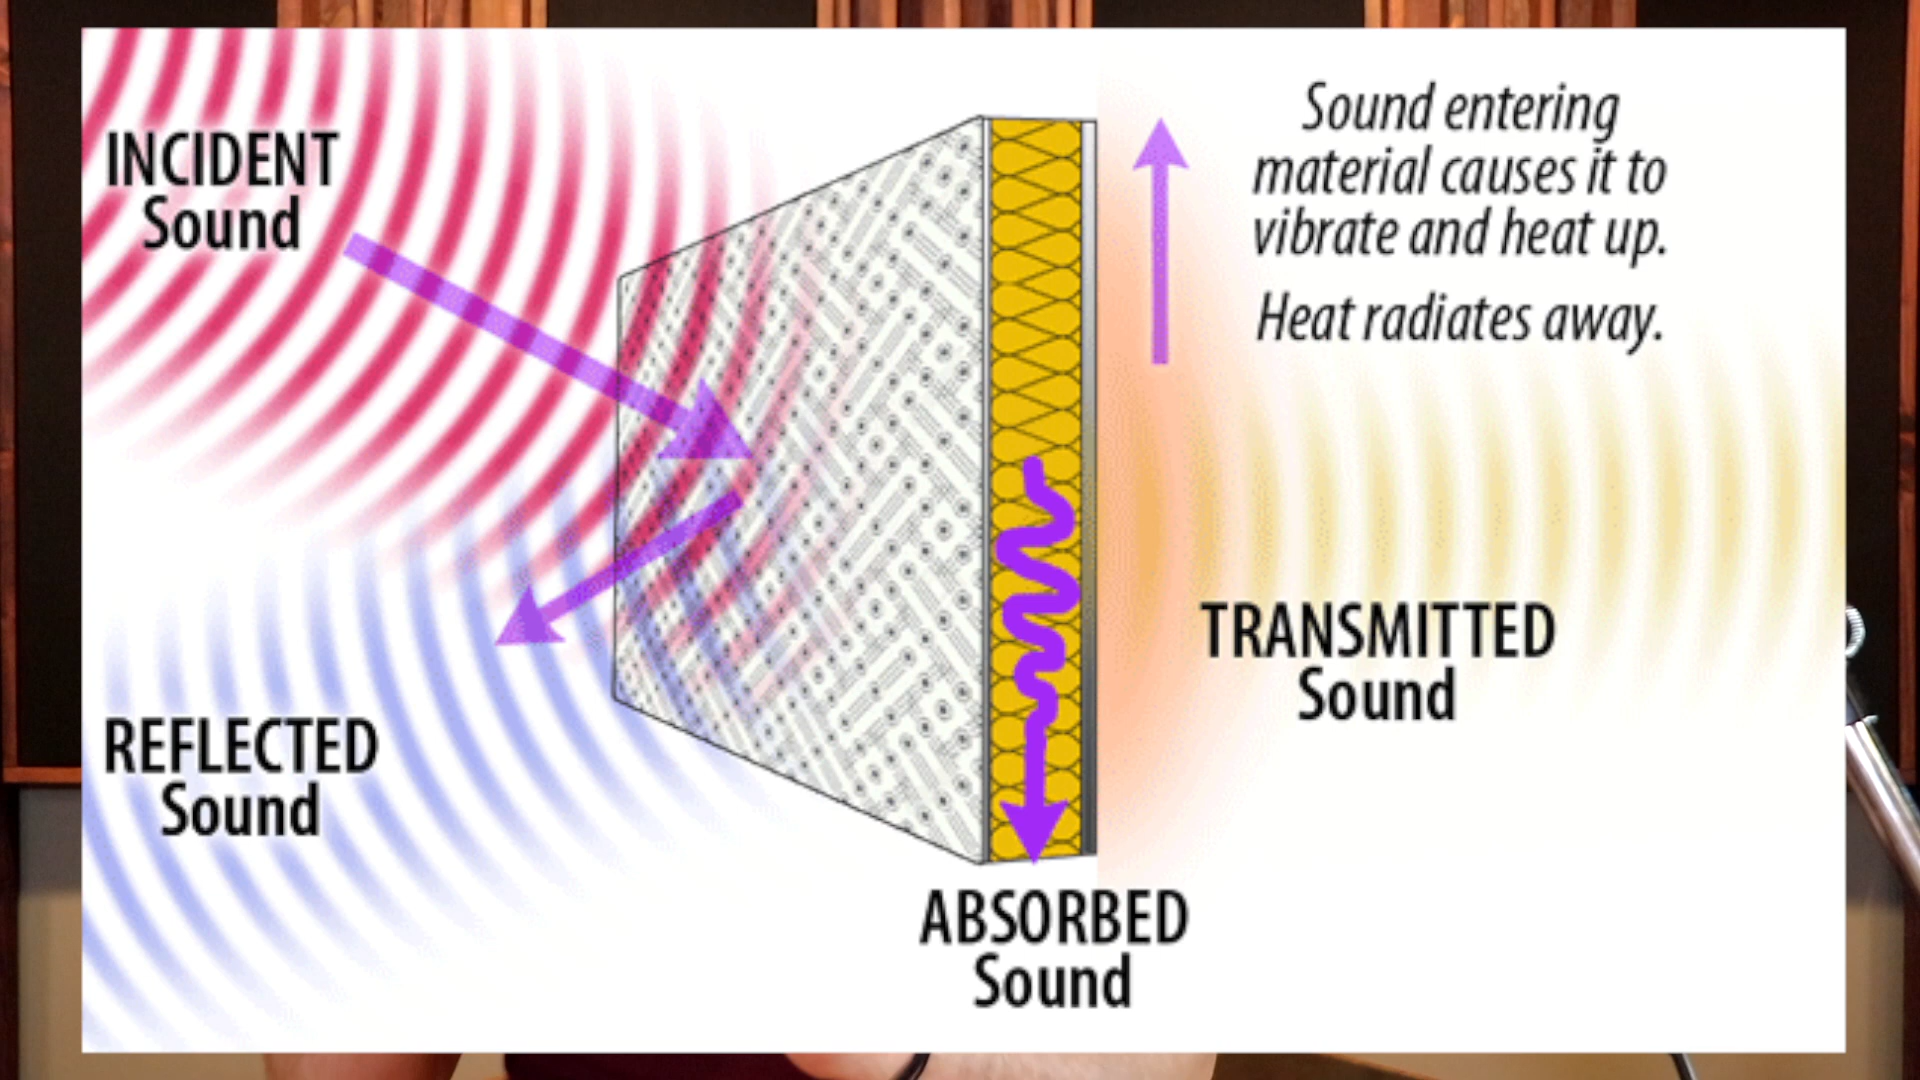 INCIDENT
Sound
Sound entering
material causes it to
vibrate and heat up.
Heat radiates away.
REFLECTED
Sound
TRANSMITTED
Sound
ABSORBED
Sound